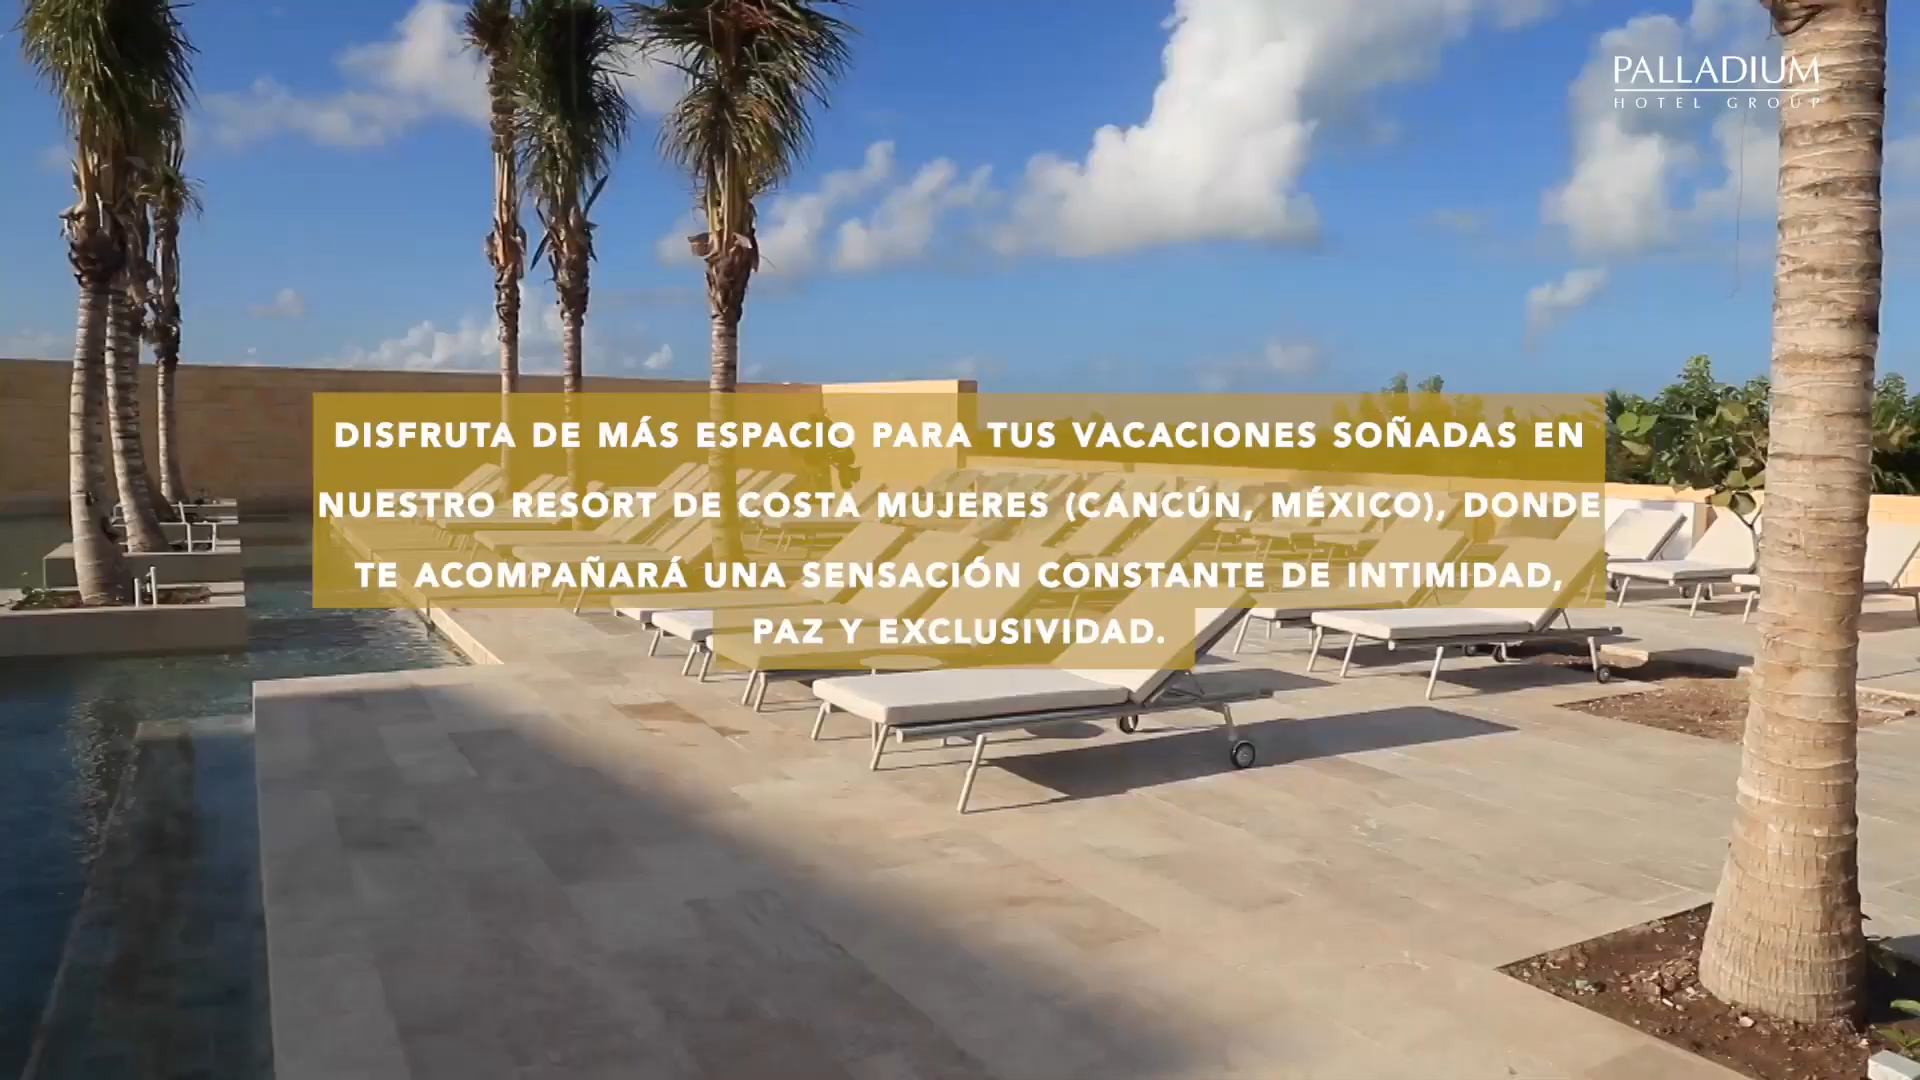 PALLADIUM
HOTEL GROUP
DISFRUTA DE MÁS ESPACIO PARA TUS VACACIONES SOÑADAS EN
NUESTRO RESORT DE COSTA MUJERES (CANCÚN, MÉXICO), DONDE
TE ACOMPAÑARÁ UNA SENSACIÓN CONSTANTE DE INTIMIDAD,
PAZ Y EXCLUSIVIDAD.